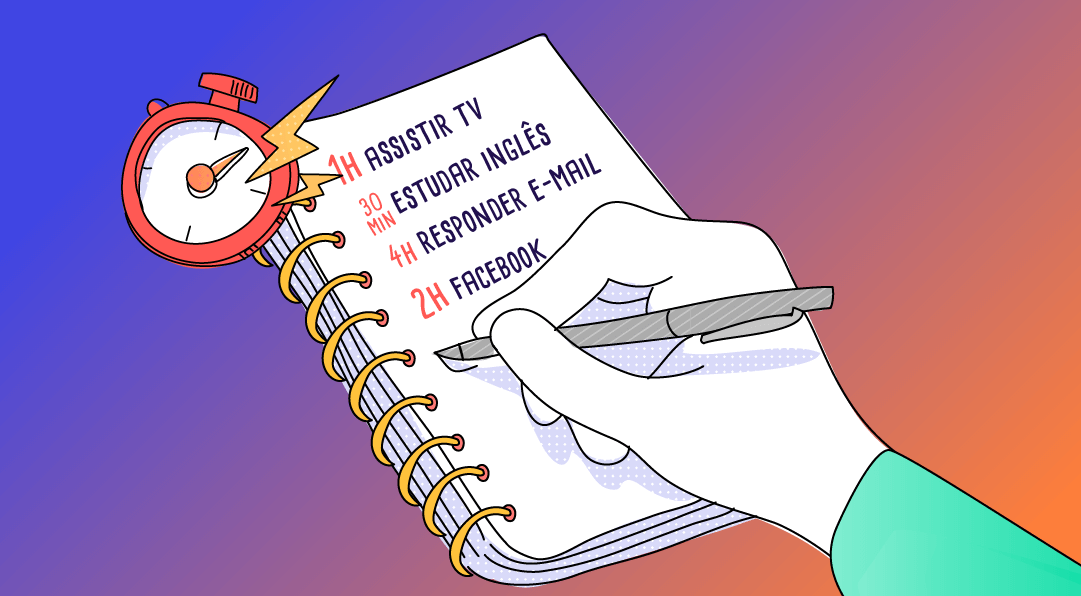 1H ASSISTIR TV
30 MIN ESTUDAR INGLÊS
4H RESPONDER E-MAIL
2H FACEBOOK